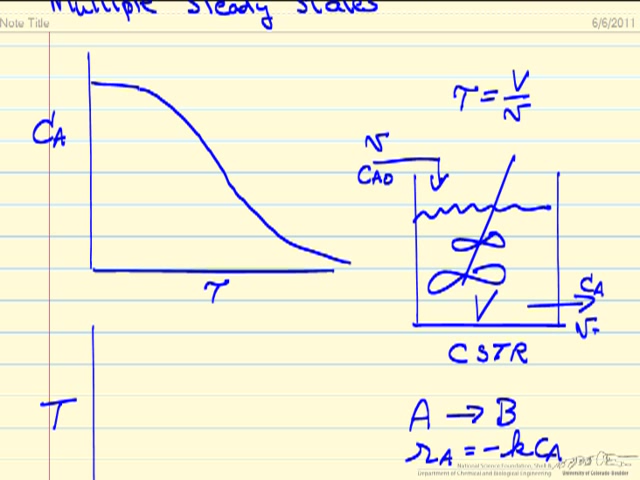 Multiple Steady States
Note Title
6/6/2011
CA
τ
τ = V/v
v
CA0
V
CA
v
CSTR
T
A → B
rA = -kCA
National Science Foundation, Shell &
Department of Chemical and Biological Engineering
University of Colorado Boulder